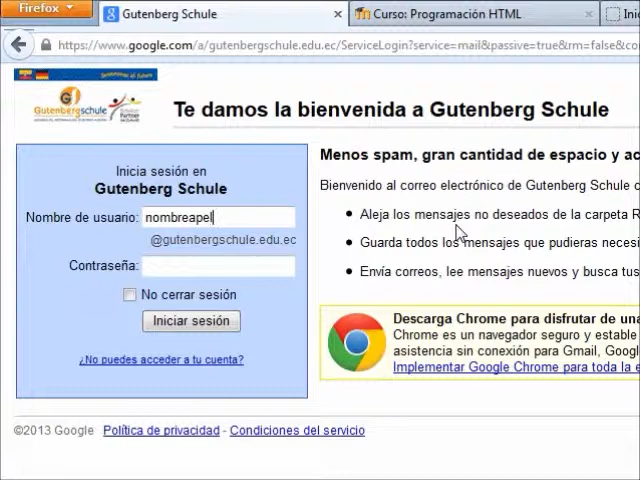 Firefox
Gutenberg Schule
Curso: Programación HTML
Inic
https://www.google.com/a/gutenbergschule.edu.ec/ServiceLogin?service=mail&passive=true&rm=false&co
Gutenbergschule
Te damos la bienvenida a Gutenberg Schule
Inicia sesión en
Gutenberg Schule
Nombre de usuario: nombreapel
@gutenbergschule.edu.ec
Contraseña:
No cerrar sesión
Iniciar sesión
¿No puedes acceder a tu cuenta?
Menos spam, gran cantidad de espacio y ac
Bienvenido al correo electrónico de Gutenberg Schule c
Aleja los mensajes no deseados de la carpeta R
Guarda todos los mensajes que pudieras necesi
Envía correos, lee mensajes nuevos y busca tus
Descarga Chrome para disfrutar de una
Chrome es un navegador seguro y estable
asistencia sin conexión para Gmail, Googl
Implementar Google Chrome para toda la e
©2013 Google Política de privacidad - Condiciones del servicio